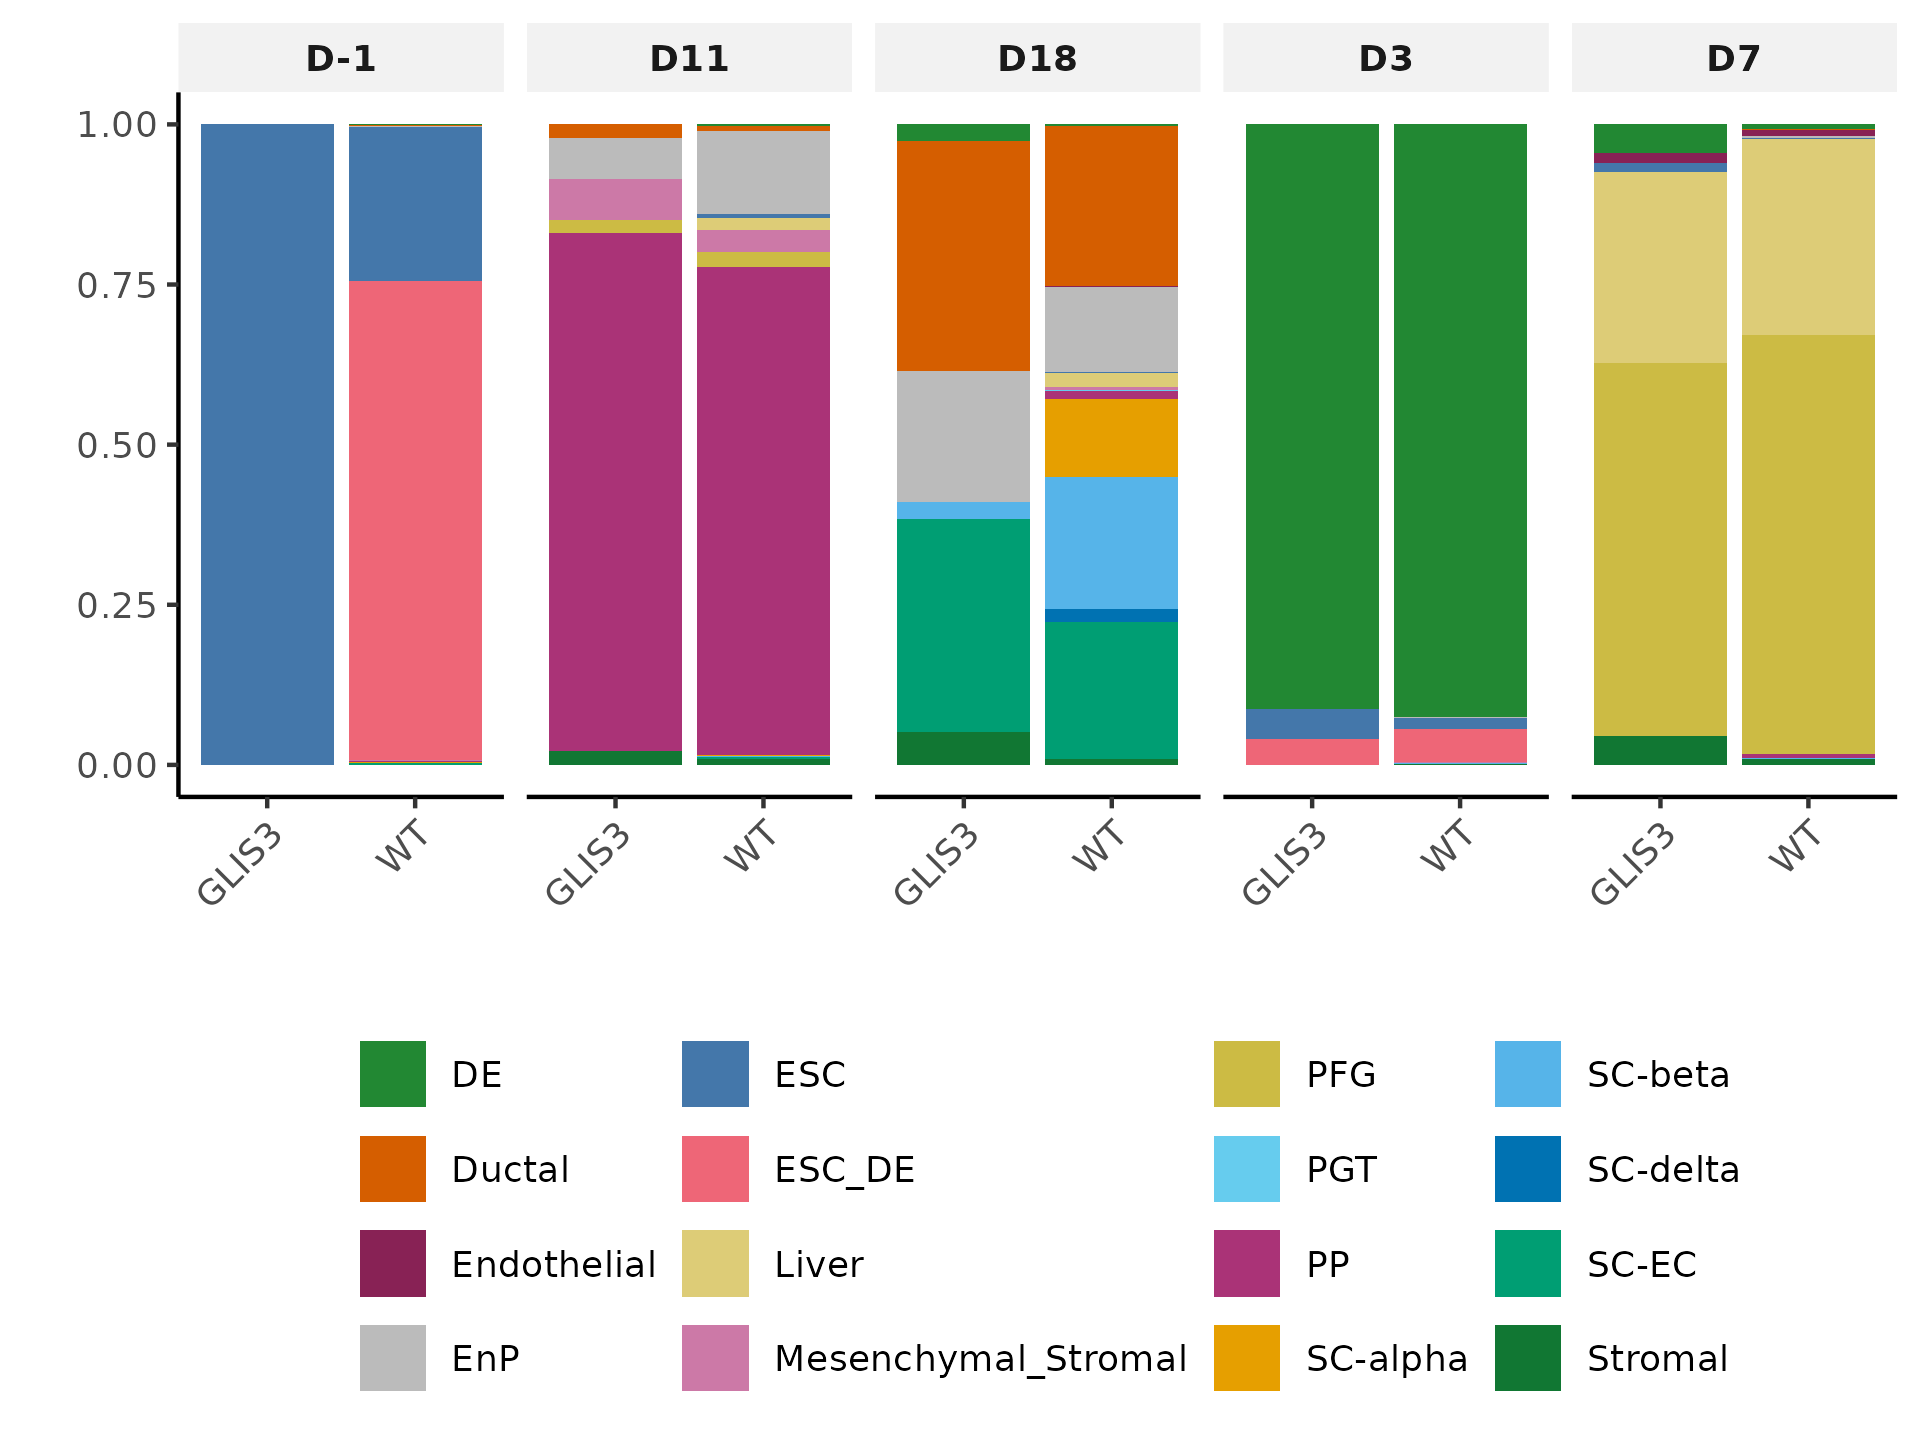 D-1 D11 D18 D3 D7
1.00
0.75
0.50
0.25
0.00
GLIS3 WT GLIS3 WT GLIS3 WT GLIS3 WT GLIS3 WT
DE ESC PFG SC-beta
Ductal ESC_DE PGT SC-delta
Endothelial Liver PP SC-EC
EnP Mesenchymal_Stromal SC-alpha Stromal